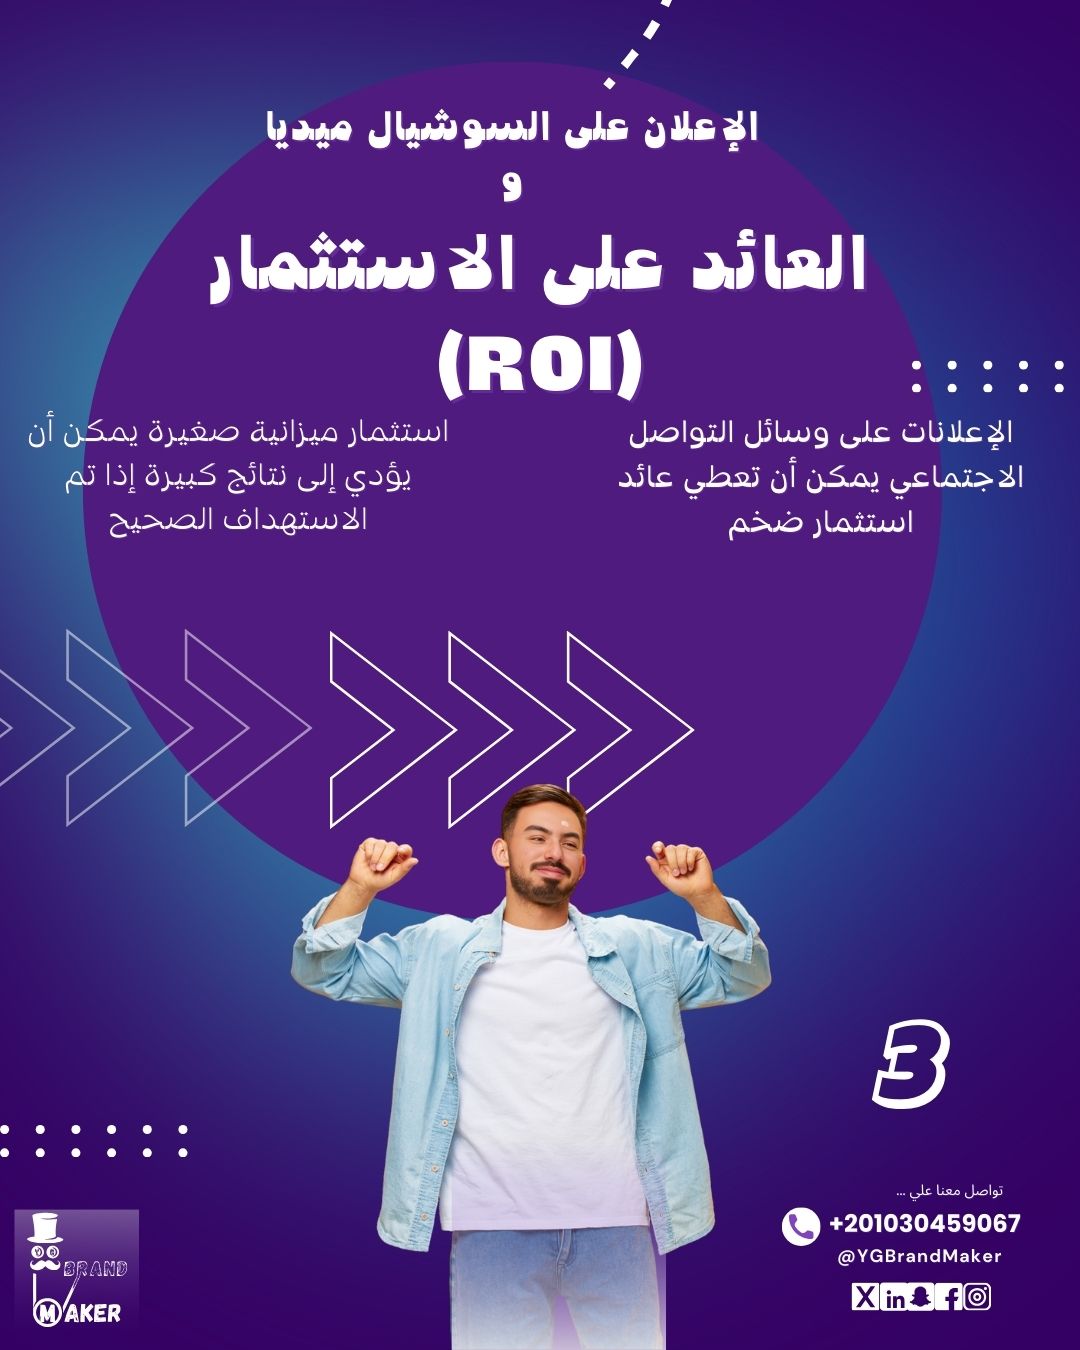 الإعلان على السوشيال ميديا
و
العائد على الاستثمار
(ROI)
الإعلانات على وسائل التواصل
الاجتماعي يمكن أن تعطي عائد
استثمار ضخم
استثمار ميزانية صغيرة يمكن أن
يؤدي إلى نتائج كبيرة إذا تم
الاستهداف الصحيح
3
تواصل معنا علي ...
+201030459067
@YGBrandMaker
BRAND
MAKER